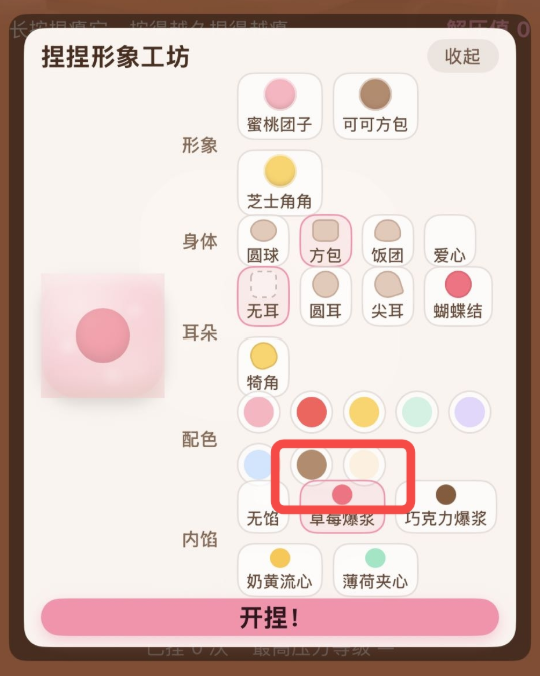 长按捏瘪它，按得越久捏得越瘪
解压值 0
捏捏形象工坊
收起
形象
蜜桃团子
可可方包
芝士角角
身体
圆球
方包
饭团
爱心
耳朵
无耳
圆耳
尖耳
蝴蝶结
犄角
配色
内馅
无馅
草莓爆浆
巧克力爆浆
奶黄流心
薄荷夹心
开捏！
已捏 0 次
最高压力等级 —